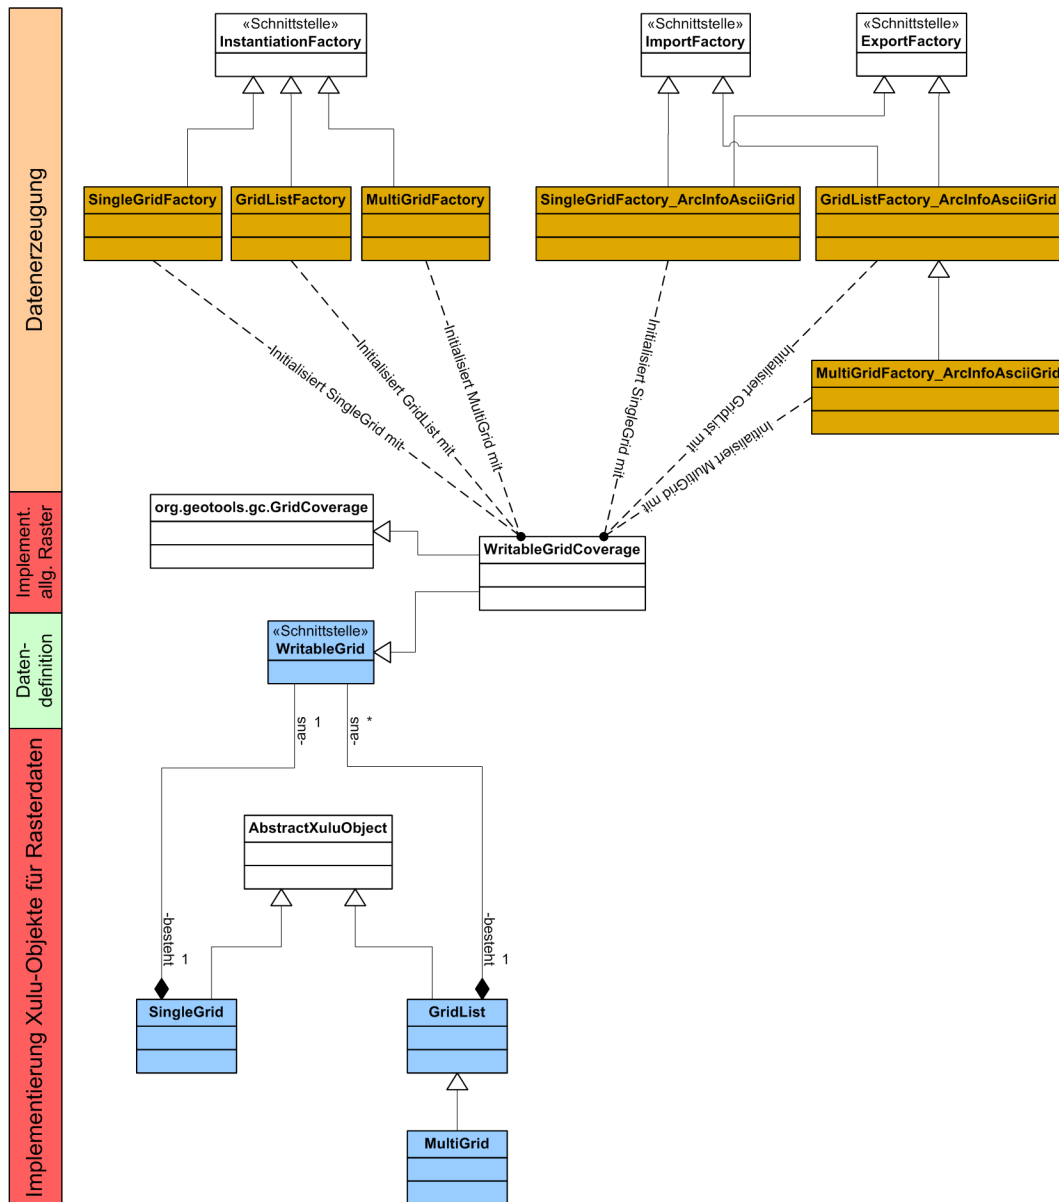 «Schnittstelle»
InstantiationFactory
«Schnittstelle»
ImportFactory
«Schnittstelle»
ExportFactory
Datenerzeugung
SingleGridFactory
GridListFactory
MultiGridFactory
SingleGridFactory_ArcInfoAsciiGrid
GridListFactory_ArcInfoAsciiGrid
MultiGridFactory_ArcInfoAsciiGrid
-Initialisiert SingleGrid mit-
-Initialisiert GridList mit-
-Initialisiert MultiGrid mit-
-Initialisiert SingleGrid mit-
-Initialisiert GridList mit-
-Initialisiert MultiGrid mit-
Implement.
allg. Raster
org.geotools.gc.GridCoverage
WritableGridCoverage
Daten-
definition
«Schnittstelle»
WritableGrid
-aus
1
-aus
*
Implementierung Xulu-Objekte für Rasterdaten
AbstractXuluObject
-besteht
1
-besteht
1
SingleGrid
GridList
MultiGrid